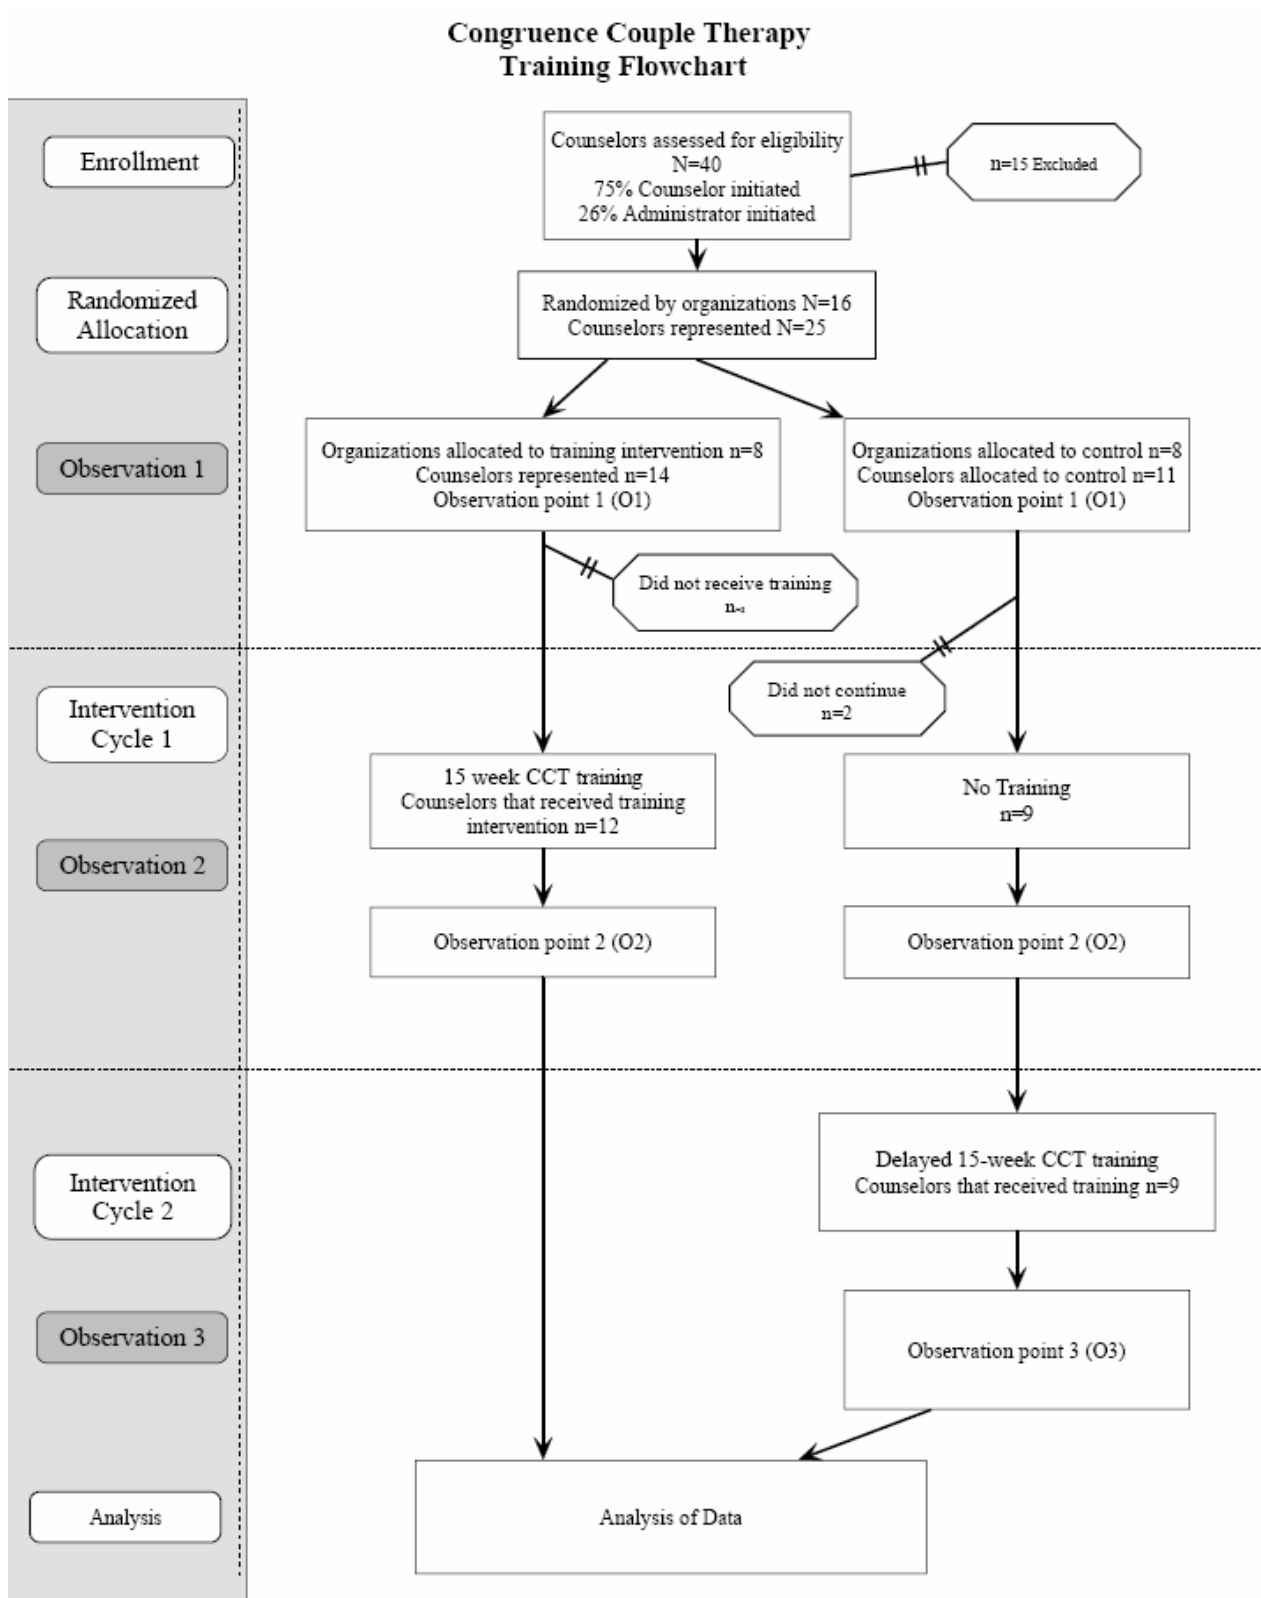 Congruence Couple Therapy
Training Flowchart
Enrollment
Counselors assessed for eligibility
N=40
75% Counselor initiated
26% Administrator initiated
n=15 Excluded
Randomized
Allocation
Randomized by organizations N=16
Counselors represented N=25
Observation 1
Organizations allocated to training intervention n=8
Counselors represented n=14
Observation point 1 (O1)
Organizations allocated to control n=8
Counselors allocated to control n=11
Observation point 1 (O1)
Did not receive training
Did not continue
n=2
Intervention
Cycle 1
15 week CCT training
Counselors that received training
intervention n=12
No Training
n=9
Observation 2
Observation point 2 (O2)
Observation point 2 (O2)
Intervention
Cycle 2
Delayed 15-week CCT training
Counselors that received training n=9
Observation 3
Observation point 3 (O3)
Analysis
Analysis of Data